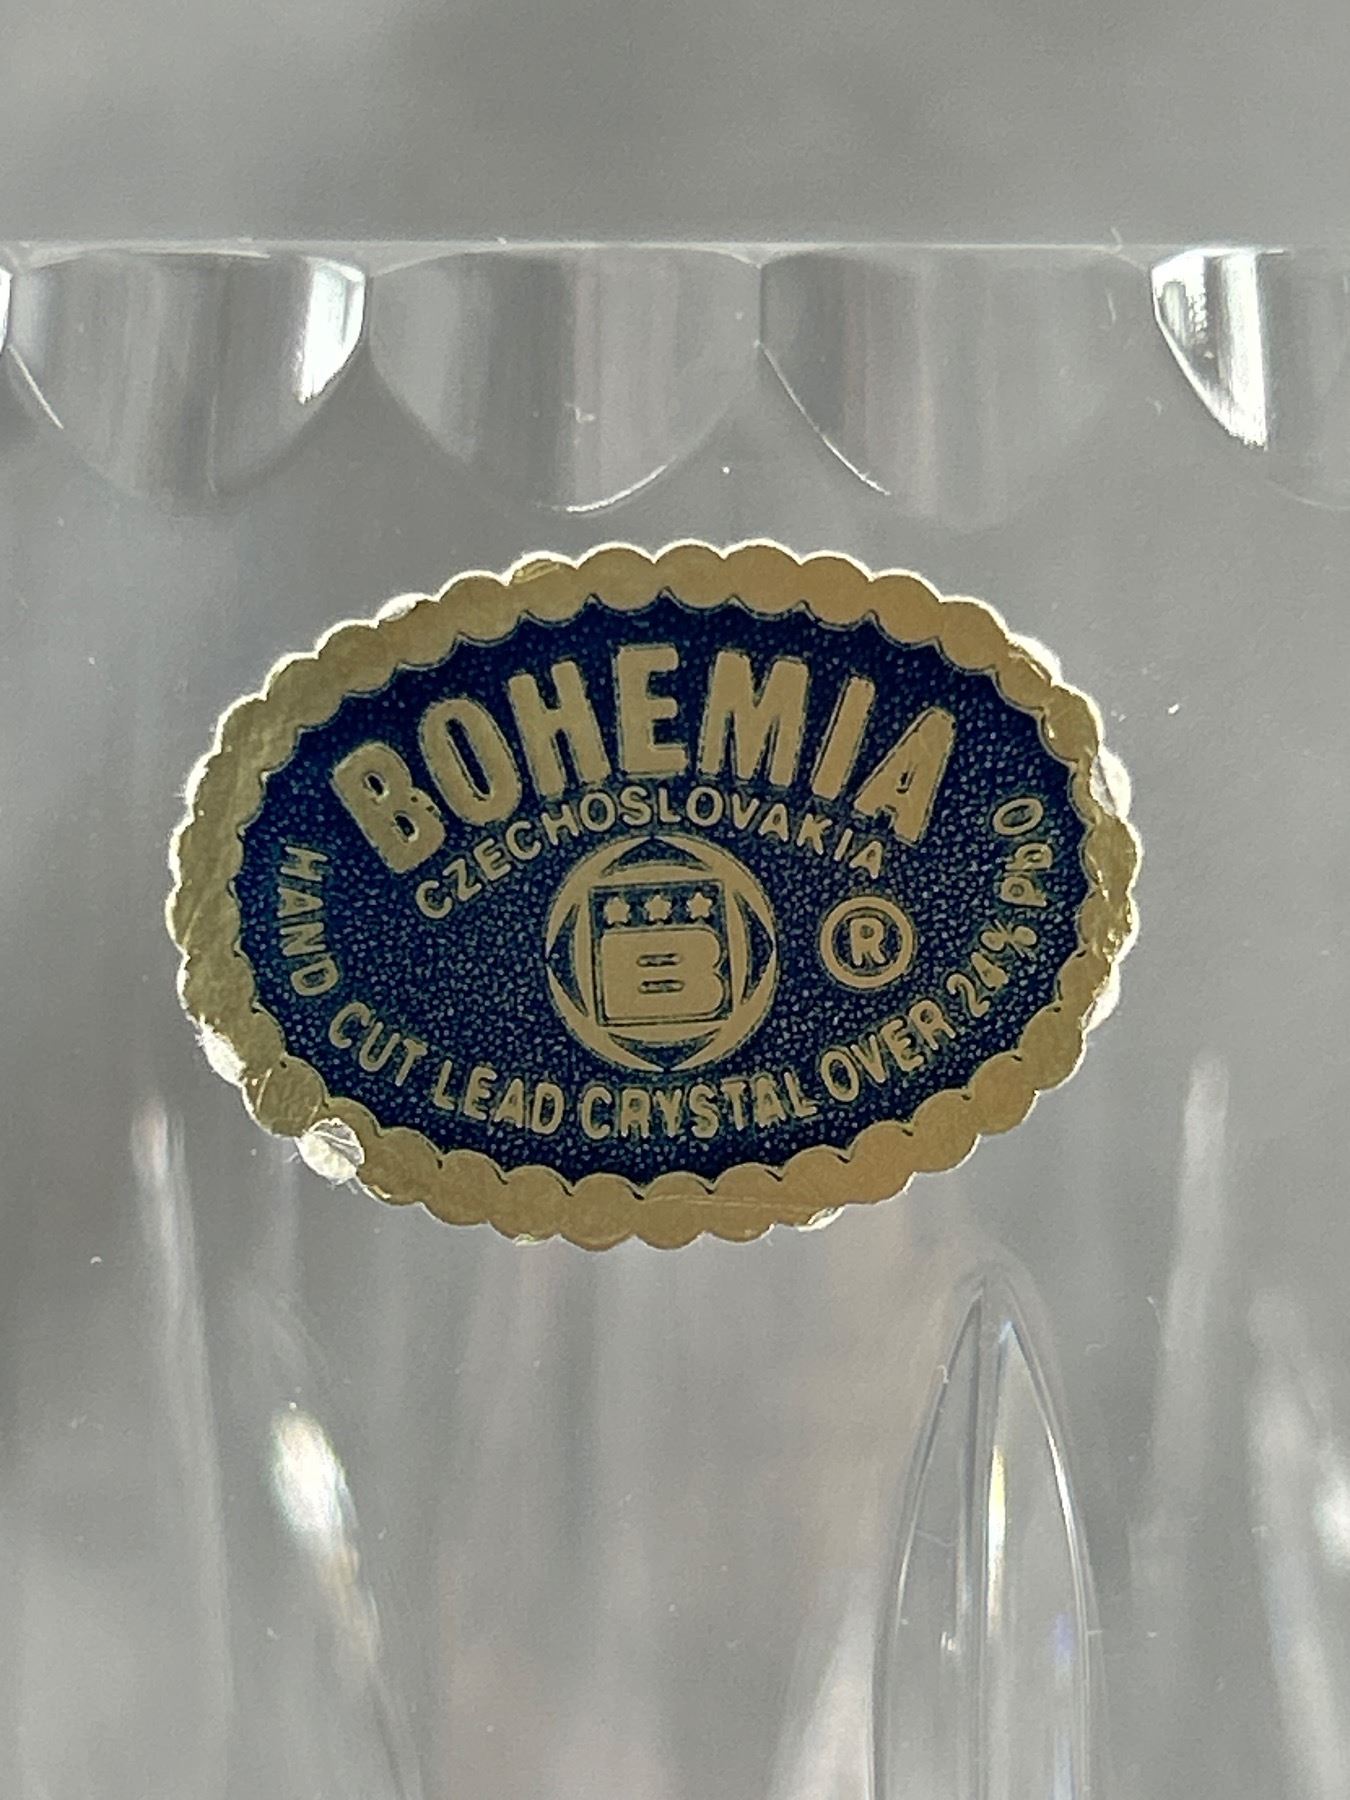 BOHEMIA
CZECHOSLOVAKIA
B
®
HAND CUT LEAD CRYSTAL OVER 24% PbO